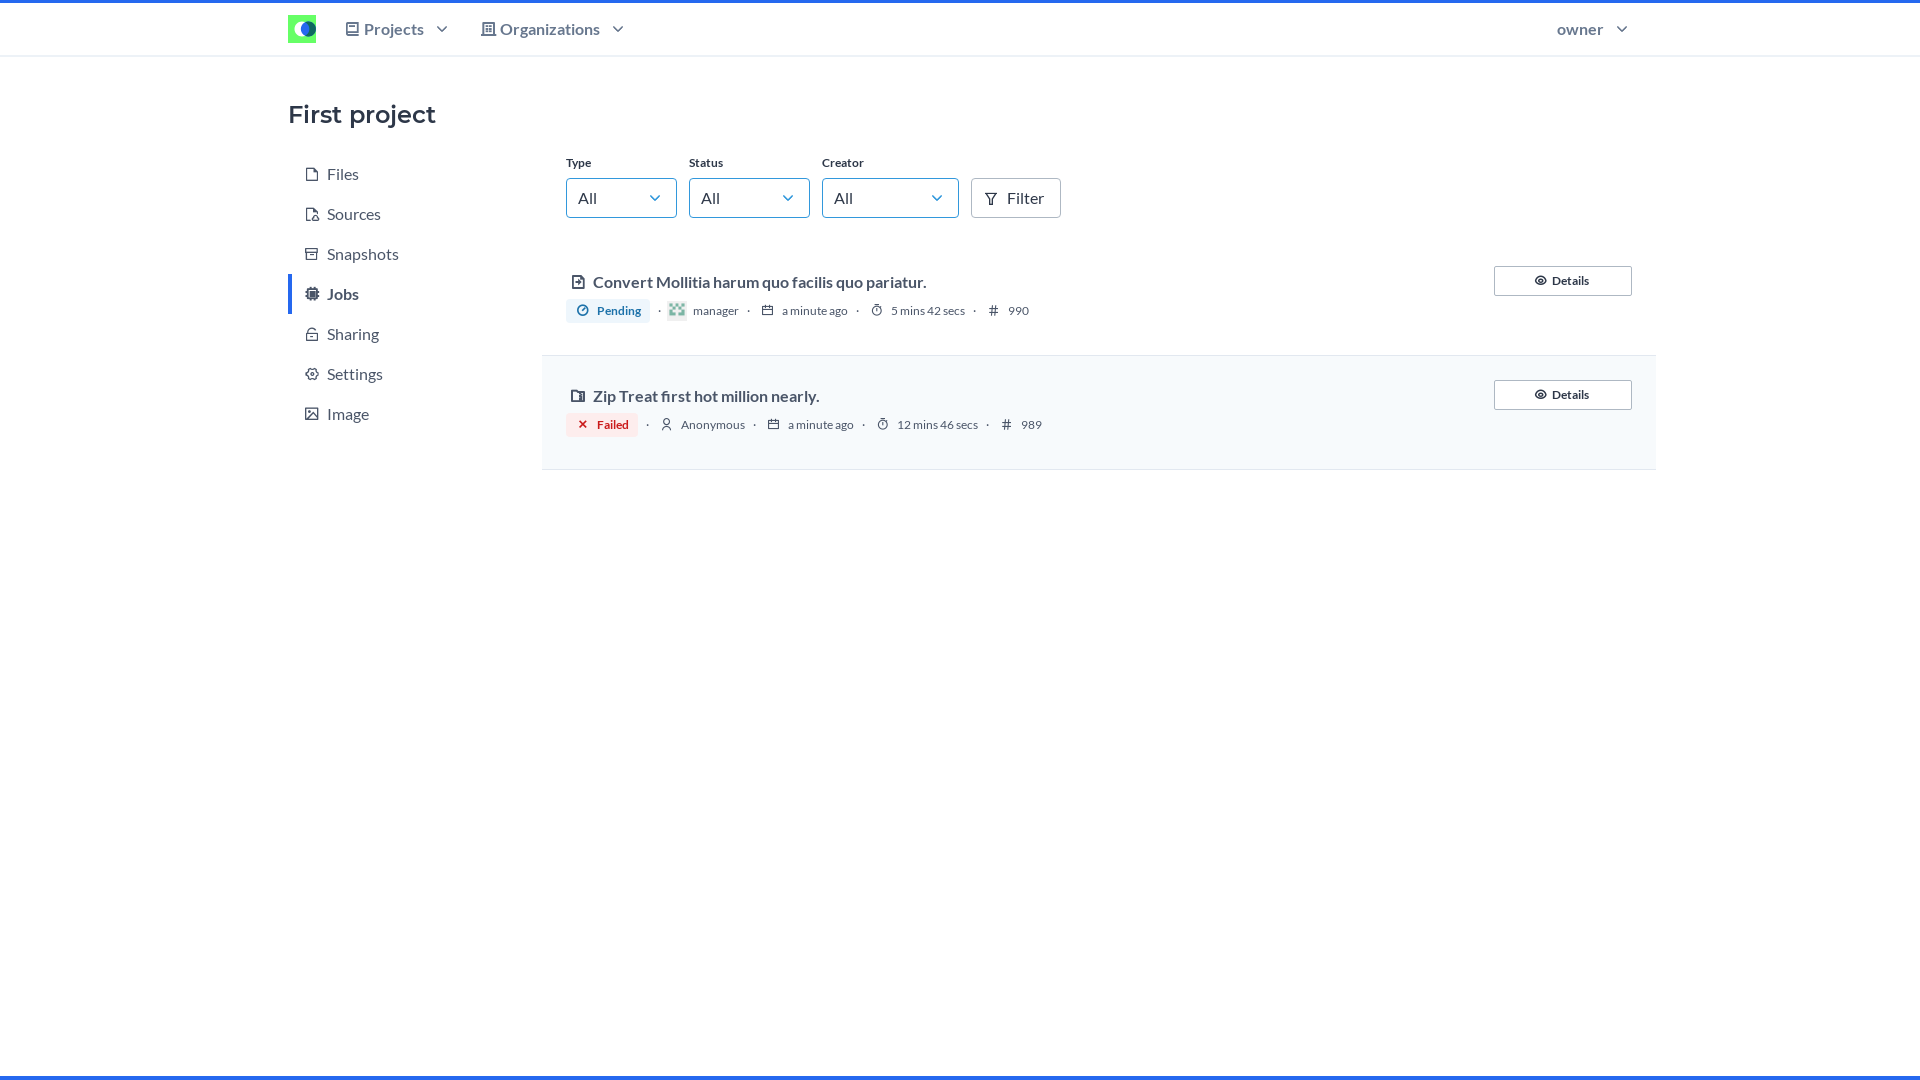 Projects Organizations owner
First project
Files
Sources
Snapshots
Jobs
Sharing
Settings
Image
Type Status Creator
All All All Filter
Convert Mollitia harum quo facilis quo pariatur. Details
Pending · manager · a minute ago · 5 mins 42 secs · # 990
Zip Treat first hot million nearly. Details
Failed · Anonymous · a minute ago · 12 mins 46 secs · # 989